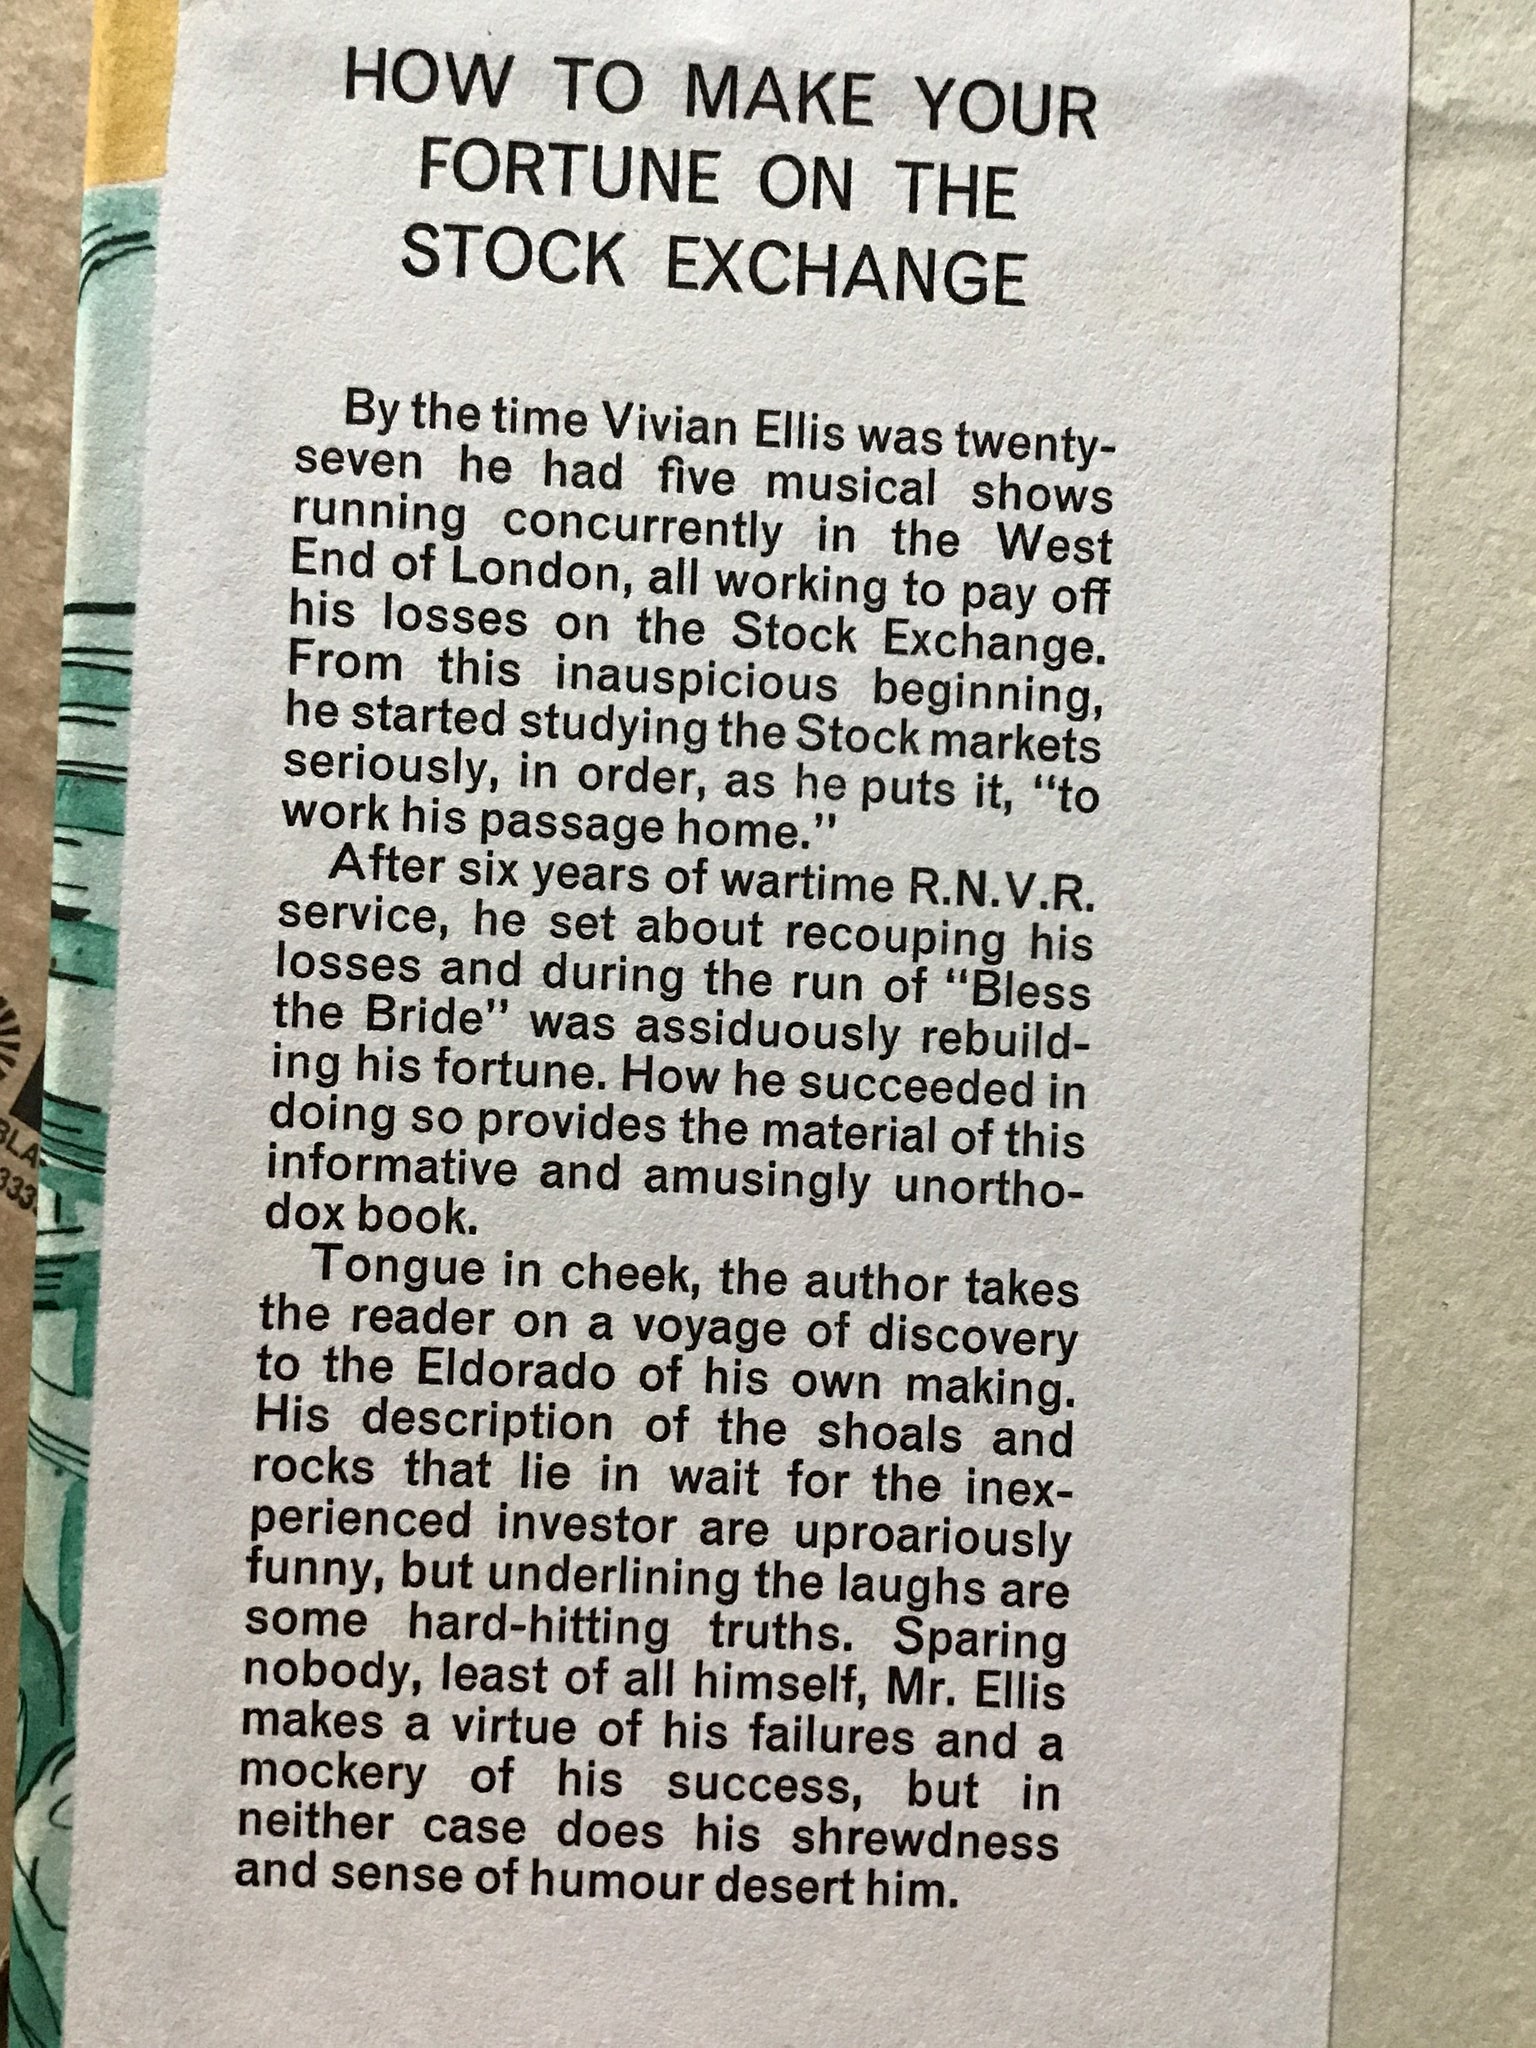 HOW TO MAKE YOUR
FORTUNE ON THE
STOCK EXCHANGE
By the time Vivian Ellis was twenty-
seven he had five musical shows
running concurrently in the West
End of London, all working to pay off
his losses on the Stock Exchange.
From this inauspicious beginning,
he started studying the Stock markets
seriously, in order, as he puts it, “to
work his passage home.”
After six years of wartime R.N.V.R.
service, he set about recouping his
losses and during the run of “Bless
the Bride” was assiduously rebuild-
ing his fortune. How he succeeded in
doing so provides the material of this
informative and amusingly unortho-
dox book.
Tongue in cheek, the author takes
the reader on a voyage of discovery
to the Eldorado of his own making.
His description of the shoals and
rocks that lie in wait for the inex-
perienced investor are uproariously
funny, but underlining the laughs are
some hard-hitting truths. Sparing
nobody, least of all himself, Mr. Ellis
makes a virtue of his failures and a
mockery of his success, but in
neither case does his shrewdness
and sense of humour desert him.